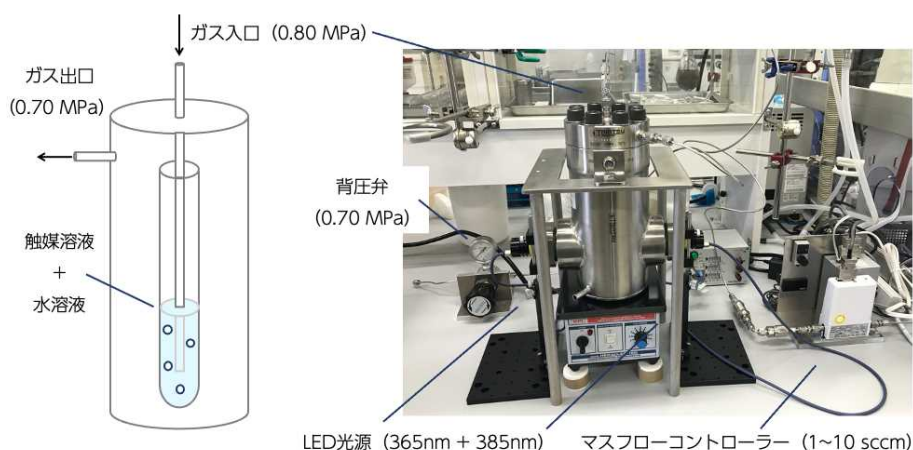 ガス入口（0.80 MPa）
ガス出口
(0.70 MPa)
背圧弁
(0.70 MPa)
触媒溶液
+
水溶液
LED光源（365nm + 385nm）
マスフローコントローラー（1~10 sccm）